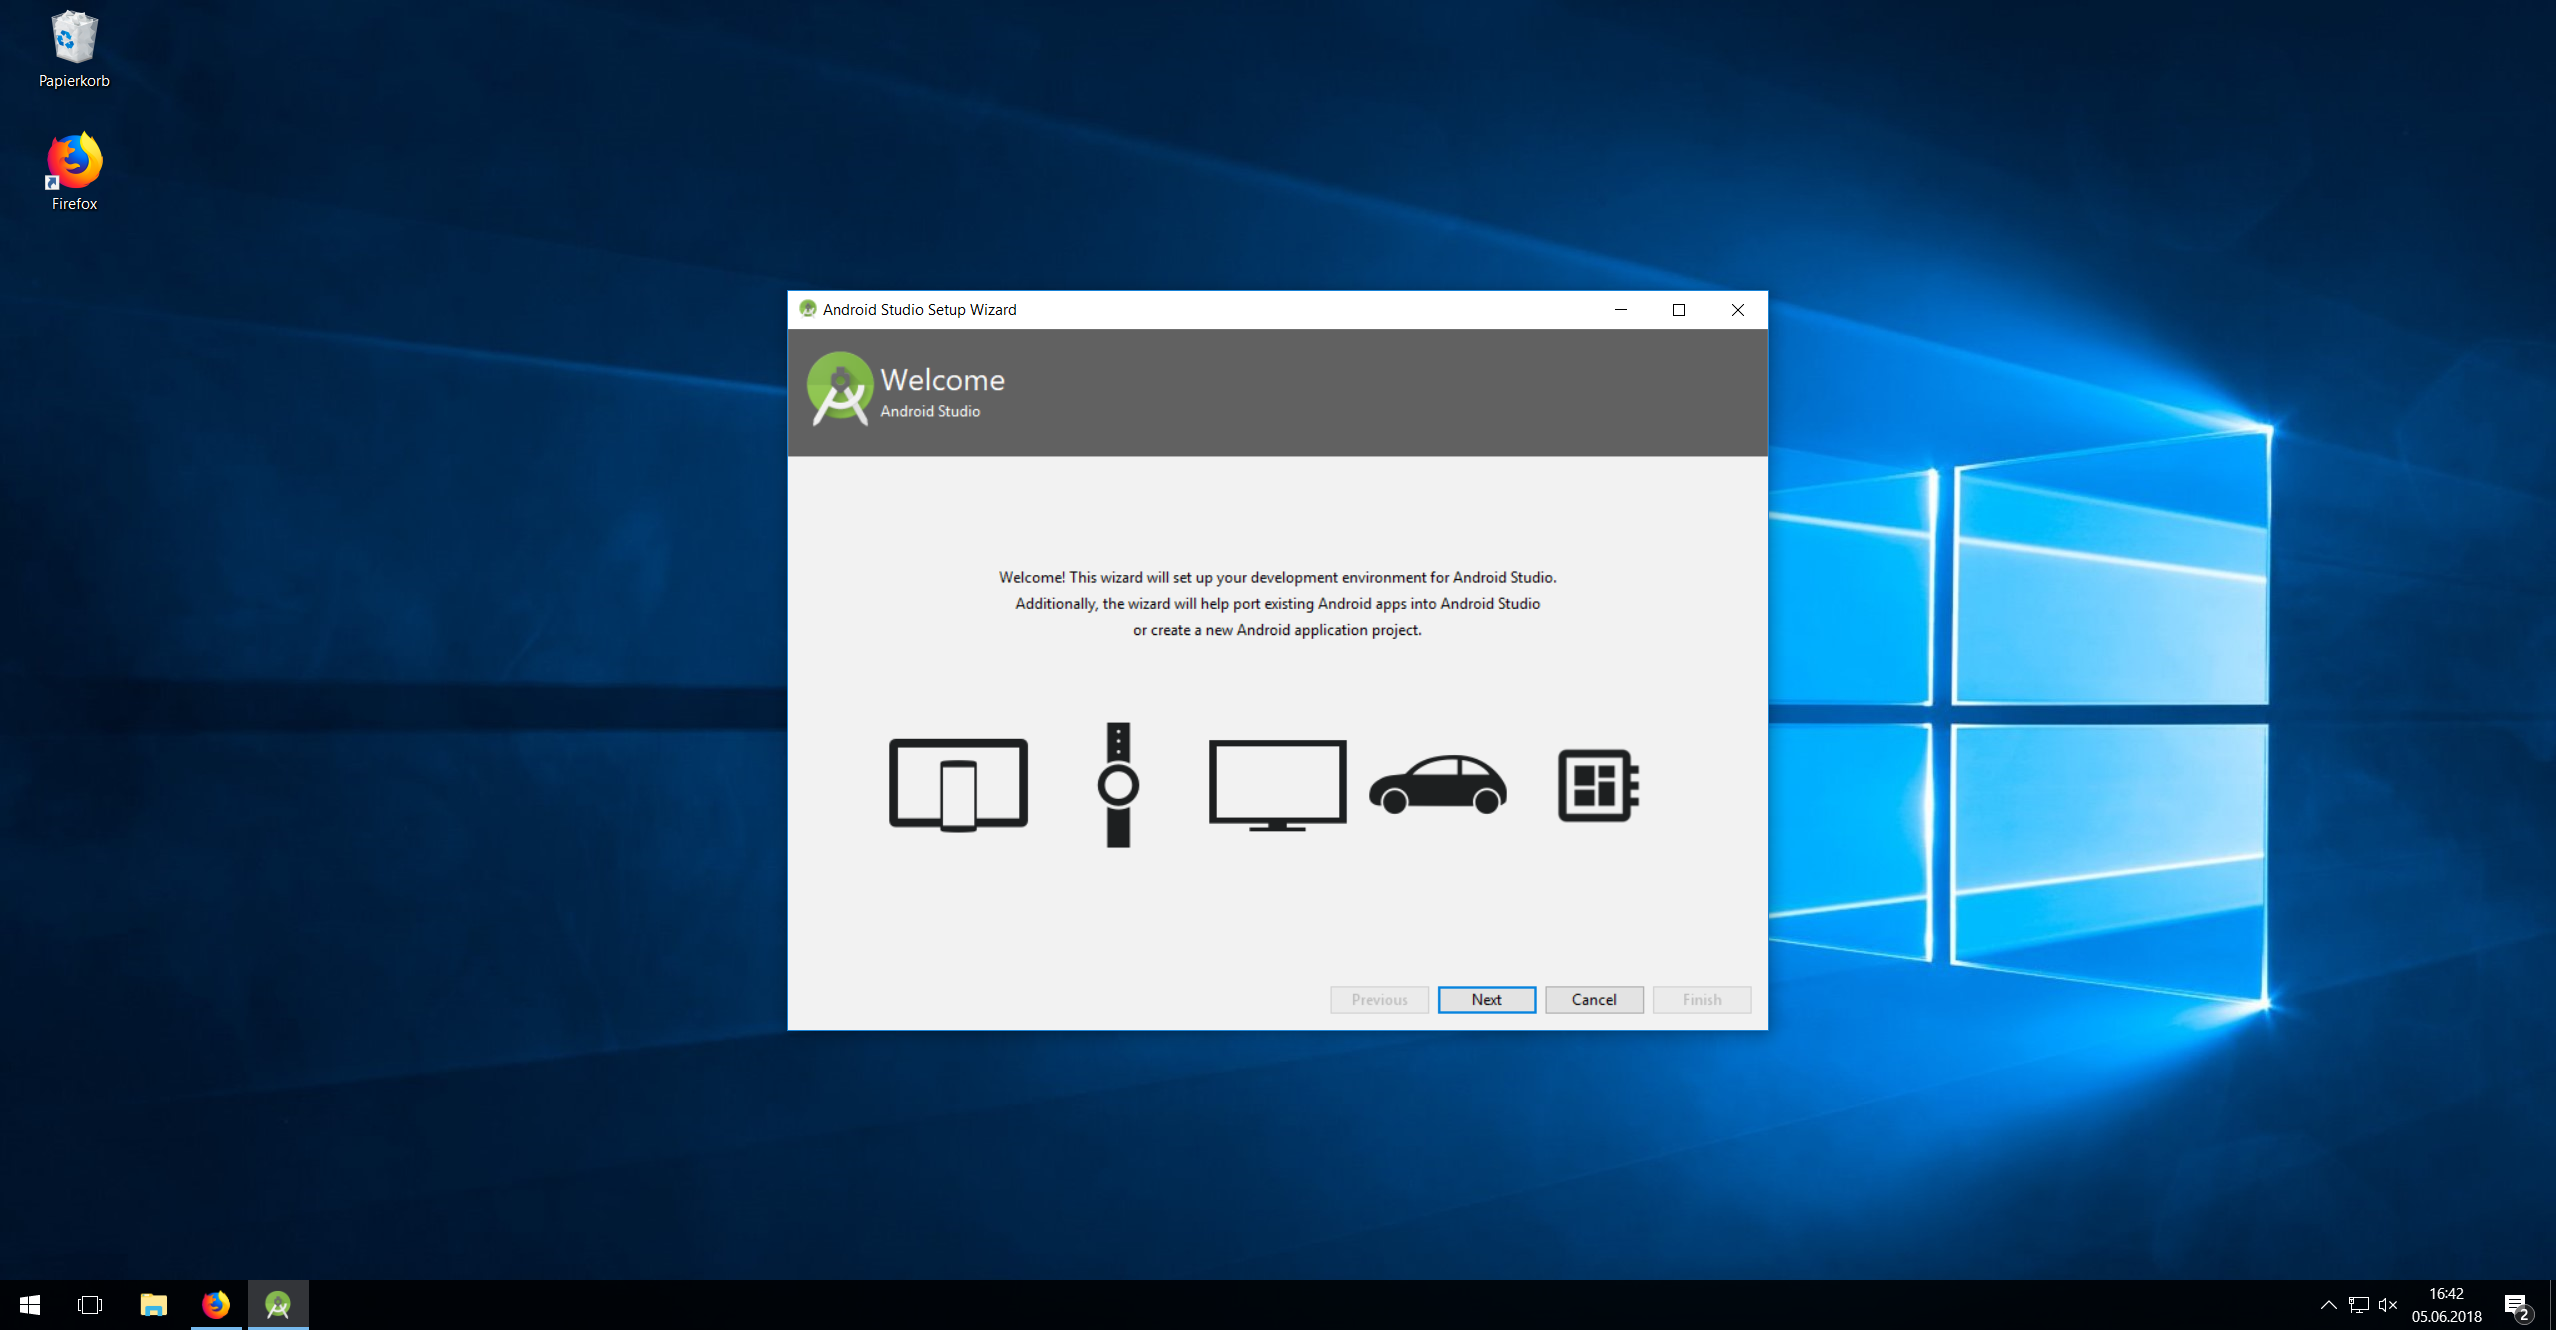 Papierkorb
Firefox
Android Studio Setup Wizard
Welcome
Android Studio
Welcome! This wizard will set up your development environment for Android Studio.
Additionally, the wizard will help port existing Android apps into Android Studio
or create a new Android application project.
Previous
Next
Cancel
Finish
16:42
05.06.2018
2